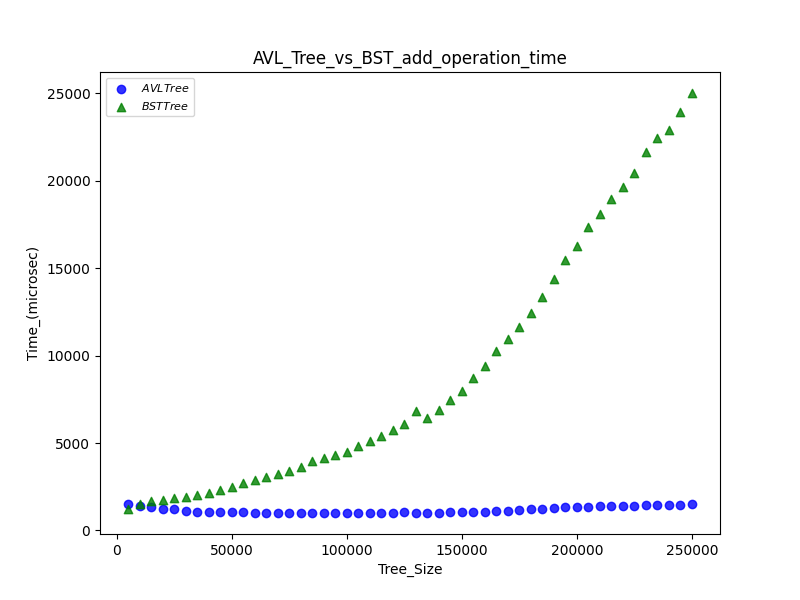 AVL_Tree_vs_BST_add_operation_time
AVLTree
BSTTree
25000
20000
15000
10000
5000
0
Time_(microsec)
0 50000 100000 150000 200000 250000
Tree_Size